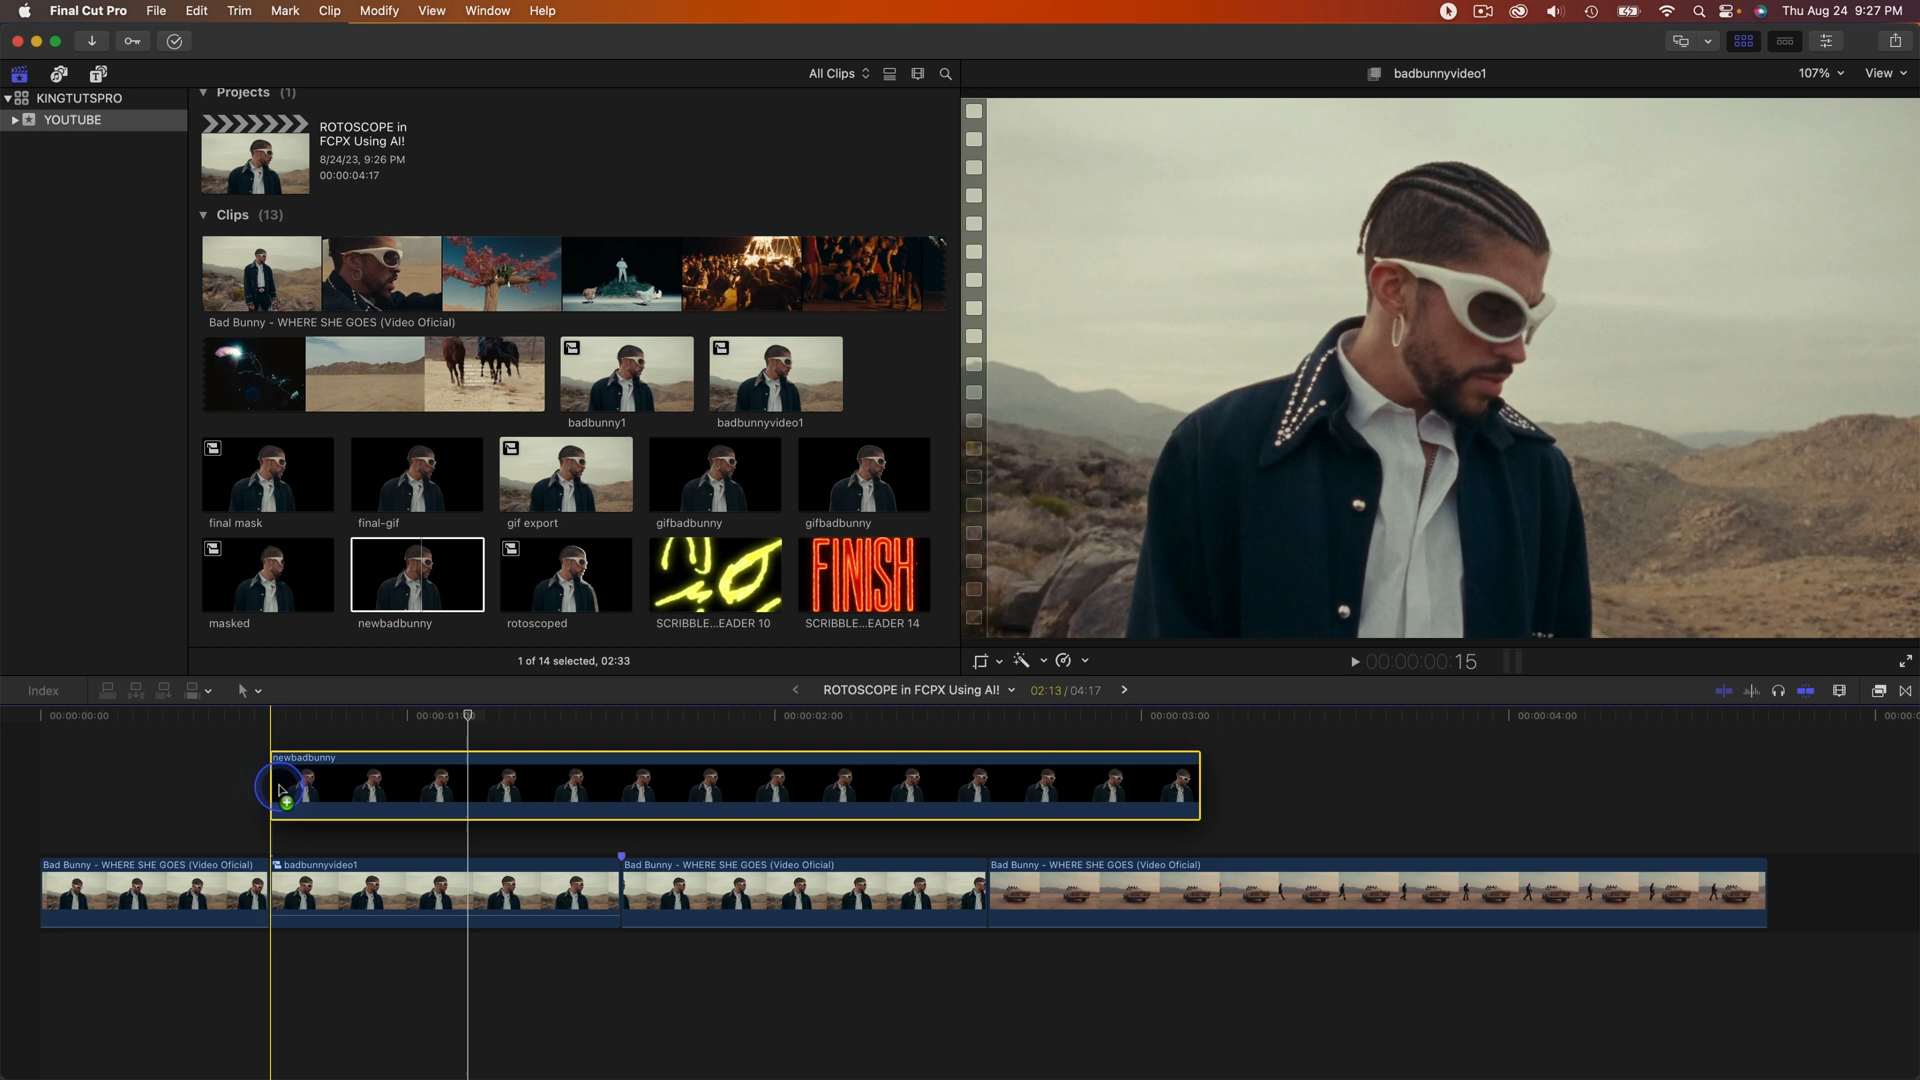 Final Cut Pro File Edit Trim Mark Clip Modify View Window Help
Thu Aug 24 9:27 PM
All Clips
badbunnyvideo1
107% View
KINGTUTSPRO
YOUTUBE
Projects (1)
ROTOSCOPE in
FCPX Using AI!
8/24/23, 9:26 PM
00:00:04:17
Clips (13)
Bad Bunny - WHERE SHE GOES (Video Oficial)
badbunny1
badbunnyvideo1
final mask
final-gif
gif export
gifbadbunny
gifbadbunny
FINISH
masked
newbadbunny
rotoscoped
SCRIBBLE...EADER 10
SCRIBBLE...EADER 14
1 of 14 selected, 02:33
00:00:00:15
Index
ROTOSCOPE in FCPX Using AI!
02:13 / 04:17
00:00:00:00
00:00:02:00
00:00:03:00
00:00:04:00
newbadbunny
Bad Bunny - WHERE SHE GOES (Video Oficial)
badbunnyvideo1
Bad Bunny - WHERE SHE GOES (Video Oficial)
Bad Bunny - WHERE SHE GOES (Video Oficial)